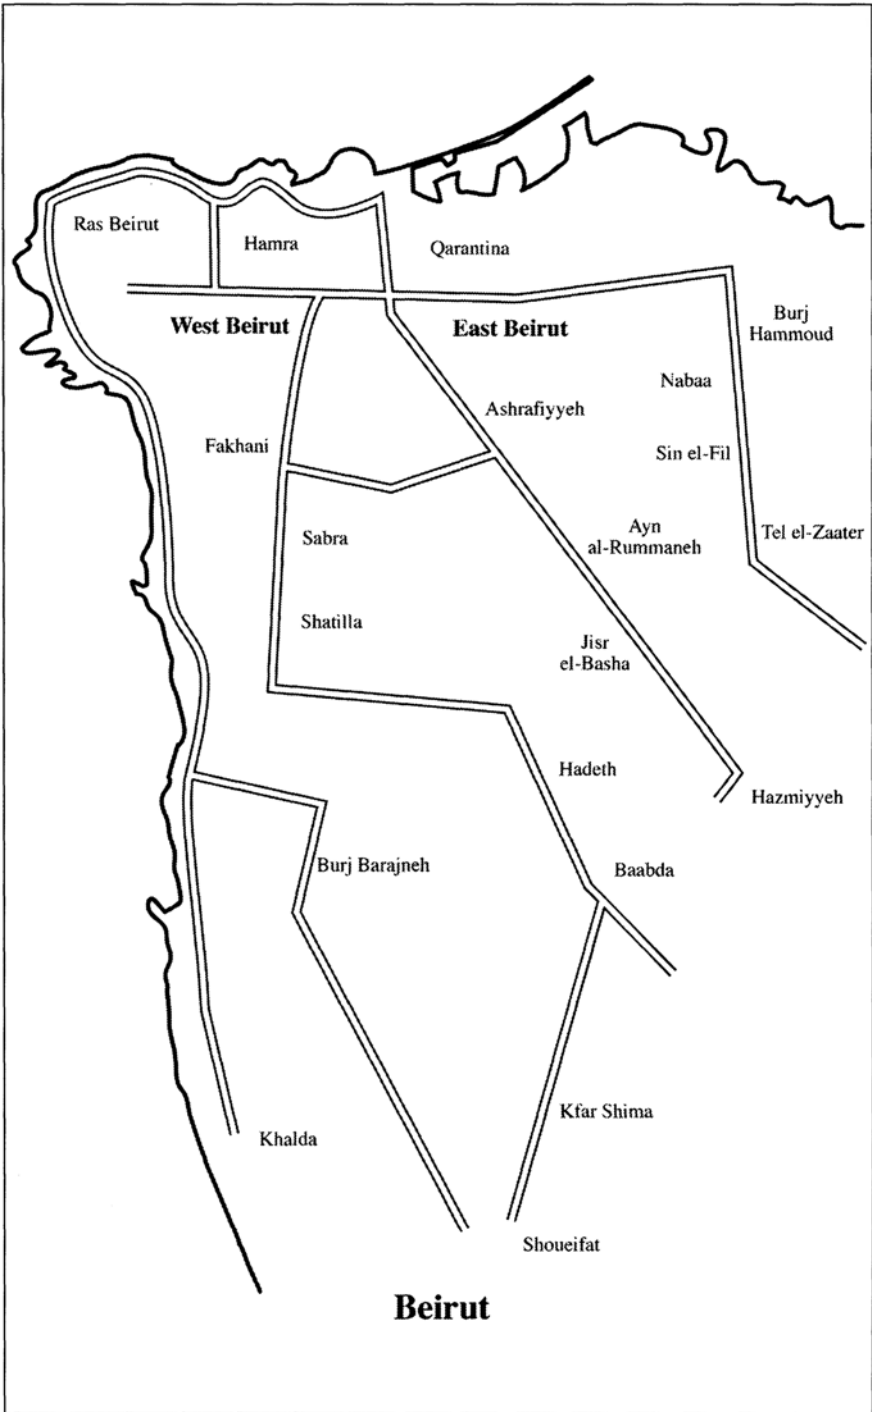 Ras Beirut
Hamra
Qarantina
West Beirut
East Beirut
Burj
Hammoud
Nabaa
Ashrafiyyeh
Fakhani
Sin el-Fil
Sabra
Ayn
al-Rummaneh
Tel el-Zaater
Shatilla
Jisr
el-Basha
Hadeth
Hazmiyyeh
Burj Barajneh
Baabda
Kfar Shima
Khalda
Shoueifat
Beirut